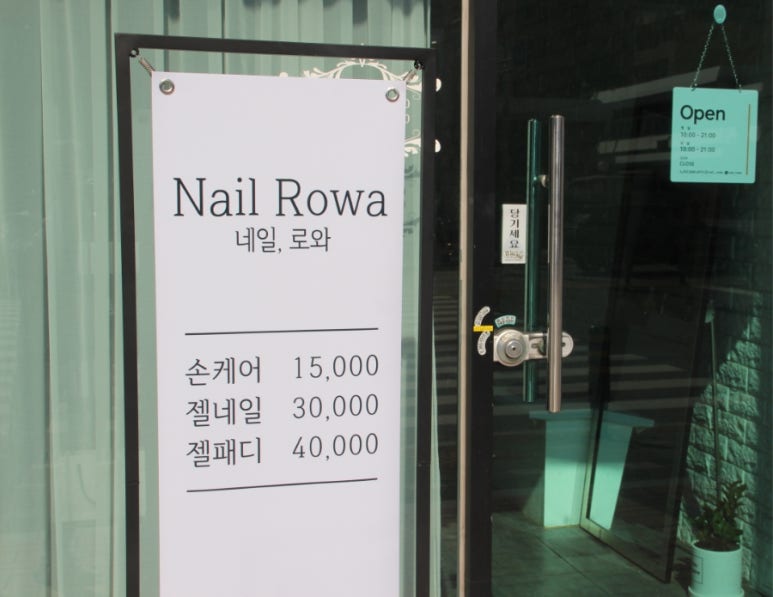 Nail Rowa
네일, 로와
손케어 15,000
젤네일 30,000
젤패디 40,000
당기세요
Open
10:00 - 21:00
10:00 - 21:00
CLOSE